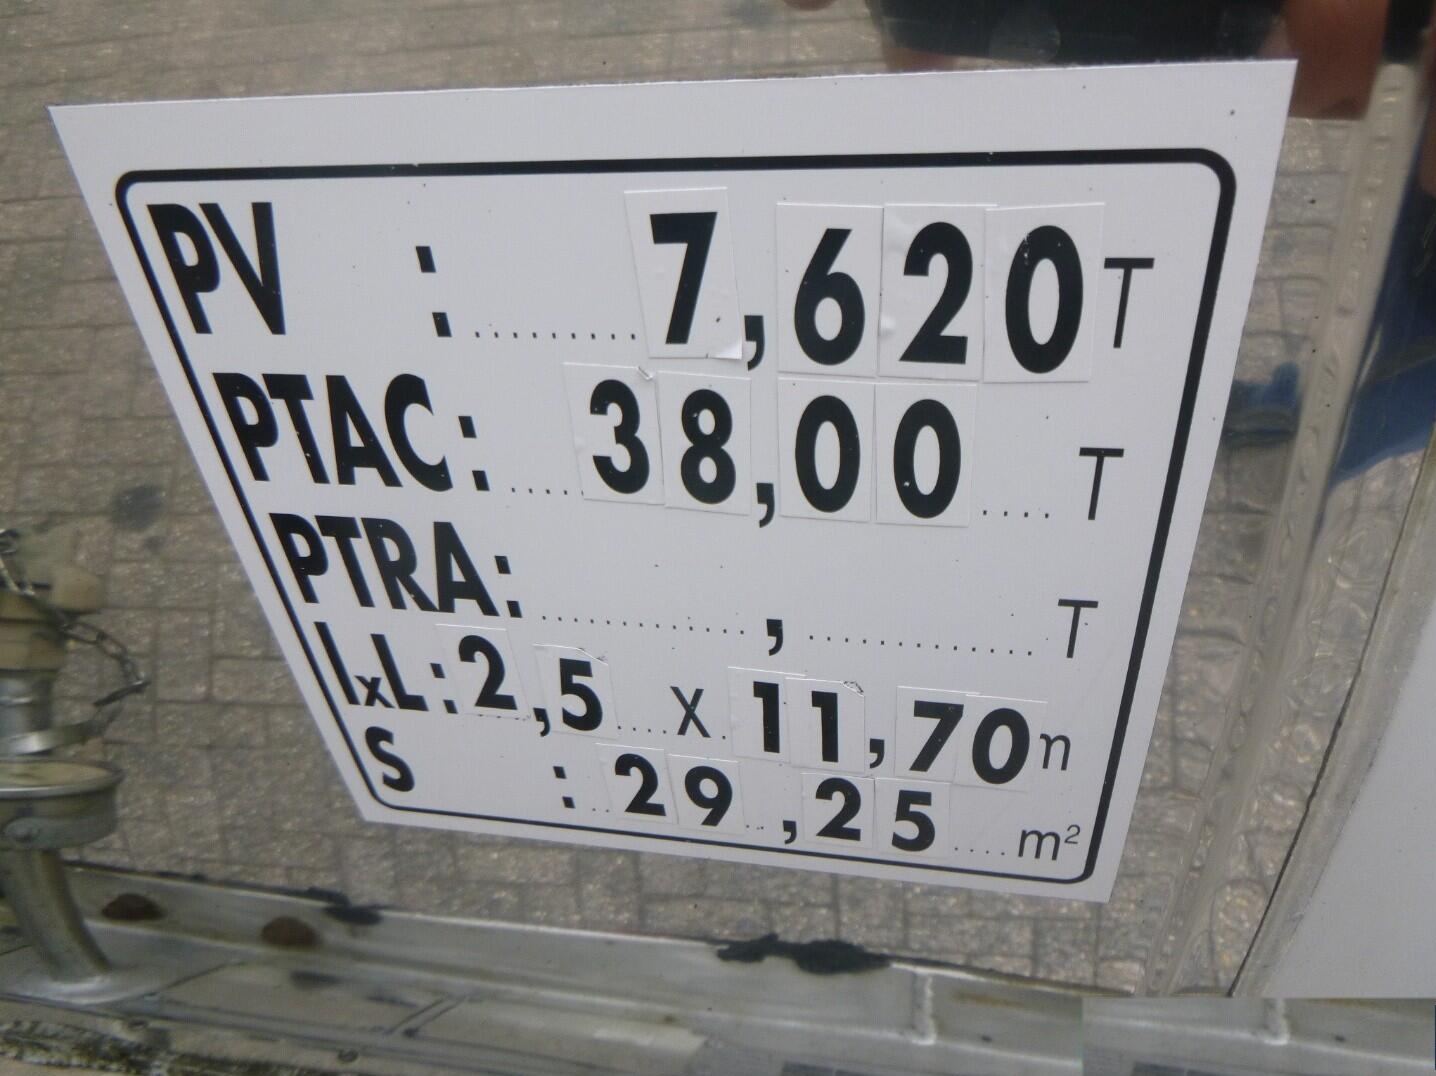 PV : 7,620 T
PTAC: 38,00 T
PTRA: , T
lxL: 2,5 x 11,70 m
S : 29,25 m²